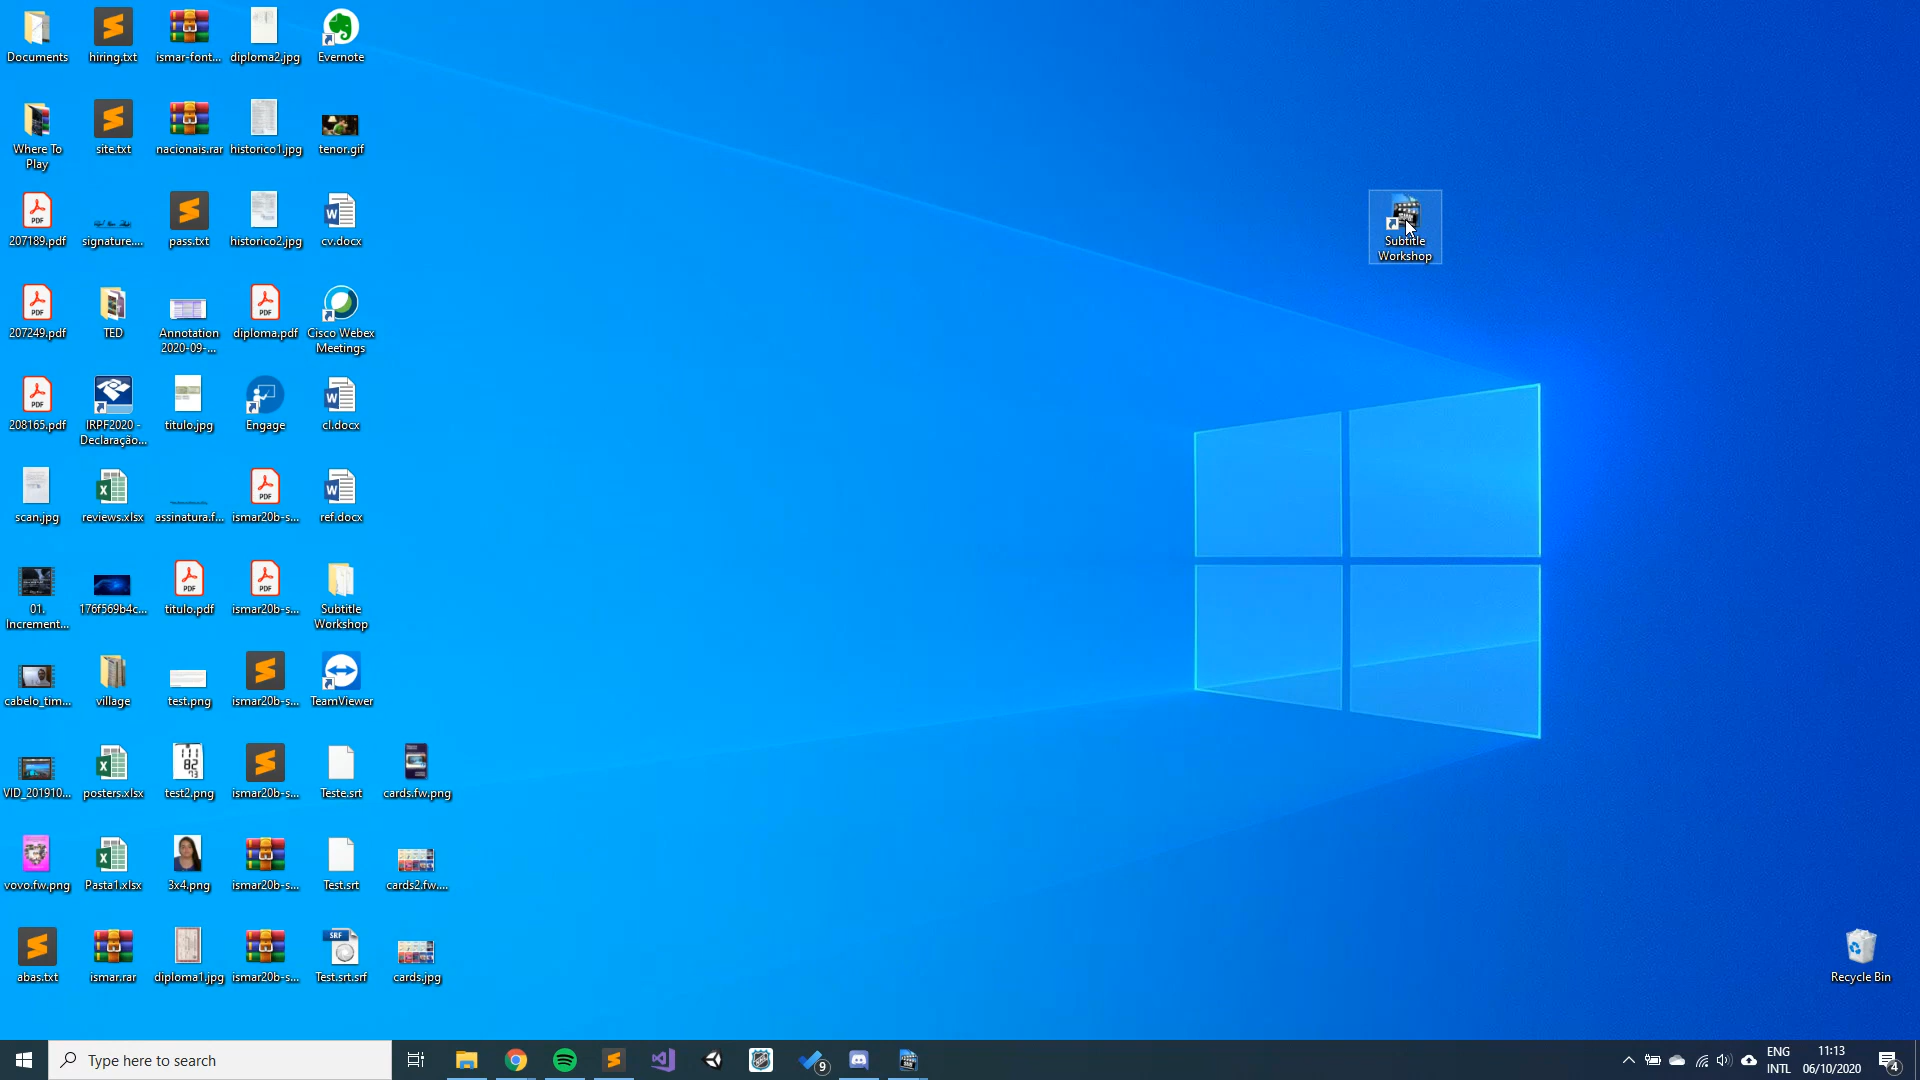 Documents
hiring.txt
ismar-font...
diploma2.jpg
Evernote
Where To
Play
site.txt
nacionais.rar
historico1.jpg
tenor.gif
207189.pdf
signature....
pass.txt
historico2.jpg
cv.docx
Subtitle
Workshop
207249.pdf
TED
Annotation
2020-09-...
diploma.pdf
Cisco Webex
Meetings
208165.pdf
IRPF2020 -
Declaração...
titulo.jpg
Engage
cl.docx
scan.jpg
reviews.xlsx
assinatura.f...
ismar20b-s...
ref.docx
01.
Increment...
176f569b4c...
titulo.pdf
ismar20b-s...
Subtitle
Workshop
cabelo_tim...
village
test.png
ismar20b-s...
TeamViewer
VID_201910...
posters.xlsx
test2.png
ismar20b-s...
Teste.srt
cards.fw.png
vovo.fw.png
Pasta1.xlsx
3x4.png
ismar20b-s...
Test.srt
cards2.fw....
abas.txt
ismar.rar
diploma1.jpg
ismar20b-s...
Test.srt.srf
cards.jpg
Recycle Bin
Type here to search
9
ENG
INTL
11:13
06/10/2020
4